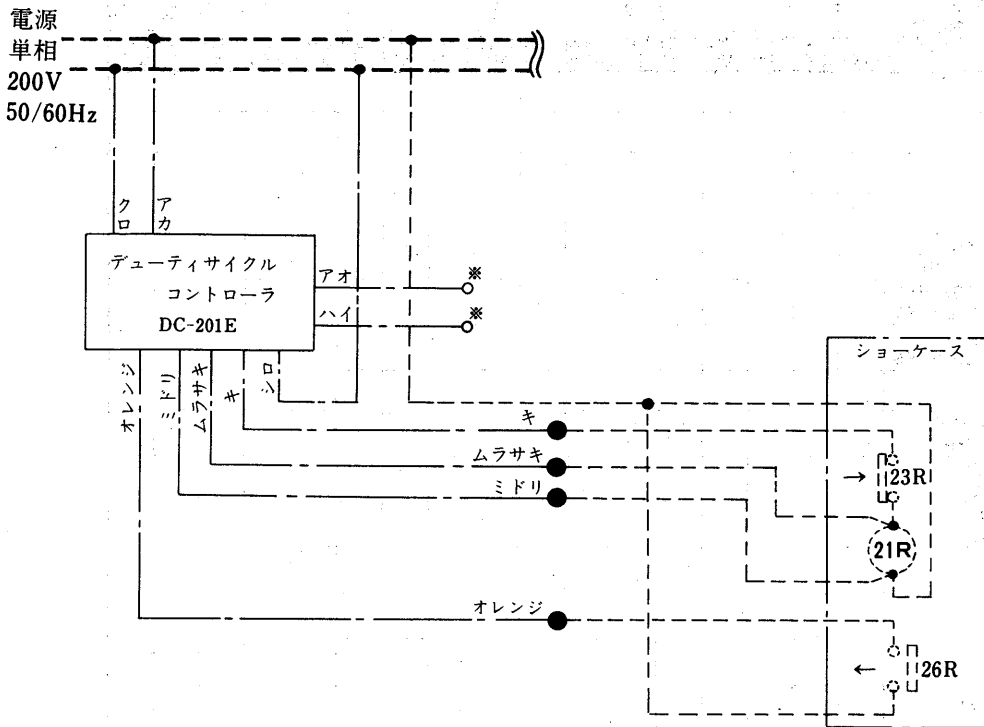 電源
単相
200V
50/60Hz
クロ
アカ
デューティサイクル
コントローラ
DC-201E
アオ
※
ハイ
※
オレンジ
ミドリ
ムラサキ
キ
シロ
ショーケース
キ
ムラサキ
ミドリ
→
23R
21R
オレンジ
←
26R